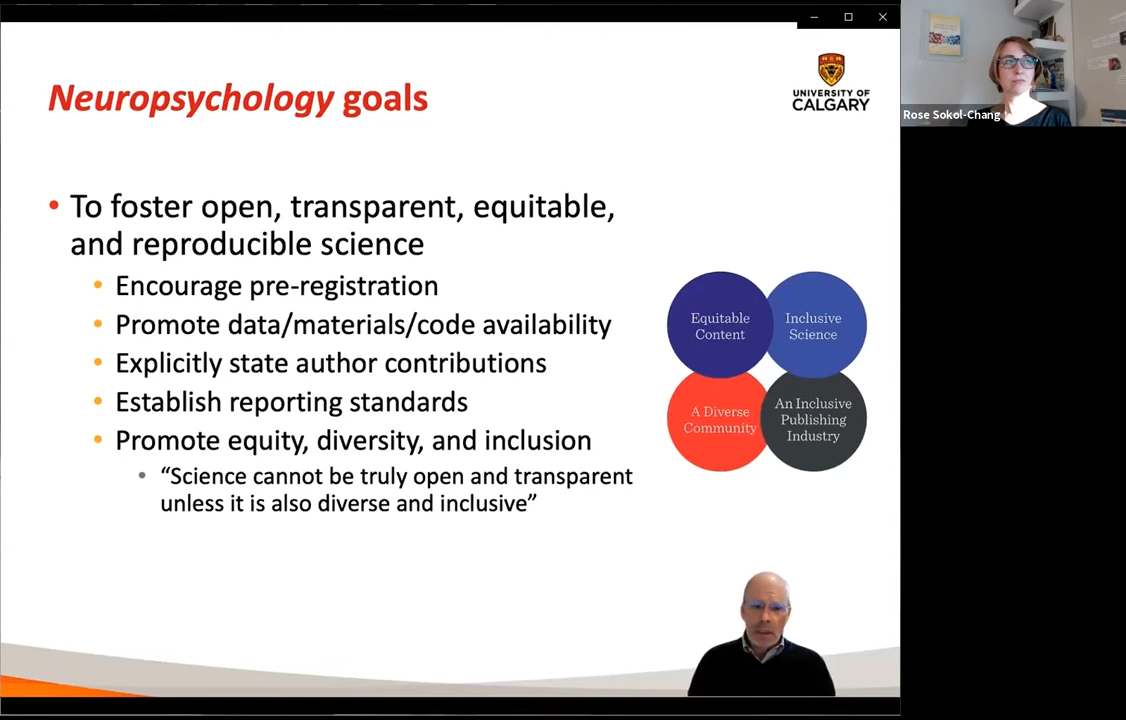 Neuropsychology goals
UNIVERSITY OF
CALGARY
Rose Sokol-Chang
• To foster open, transparent, equitable,
and reproducible science
• Encourage pre-registration
• Promote data/materials/code availability
• Explicitly state author contributions
• Establish reporting standards
• Promote equity, diversity, and inclusion
• “Science cannot be truly open and transparent
unless it is also diverse and inclusive”
Equitable
Content
Inclusive
Science
A Diverse
Community
An Inclusive
Publishing
Industry